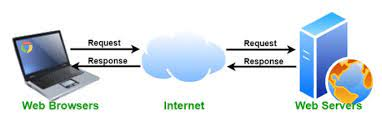 Request
Request
Response
Response
Web Browsers
Internet
Web Servers